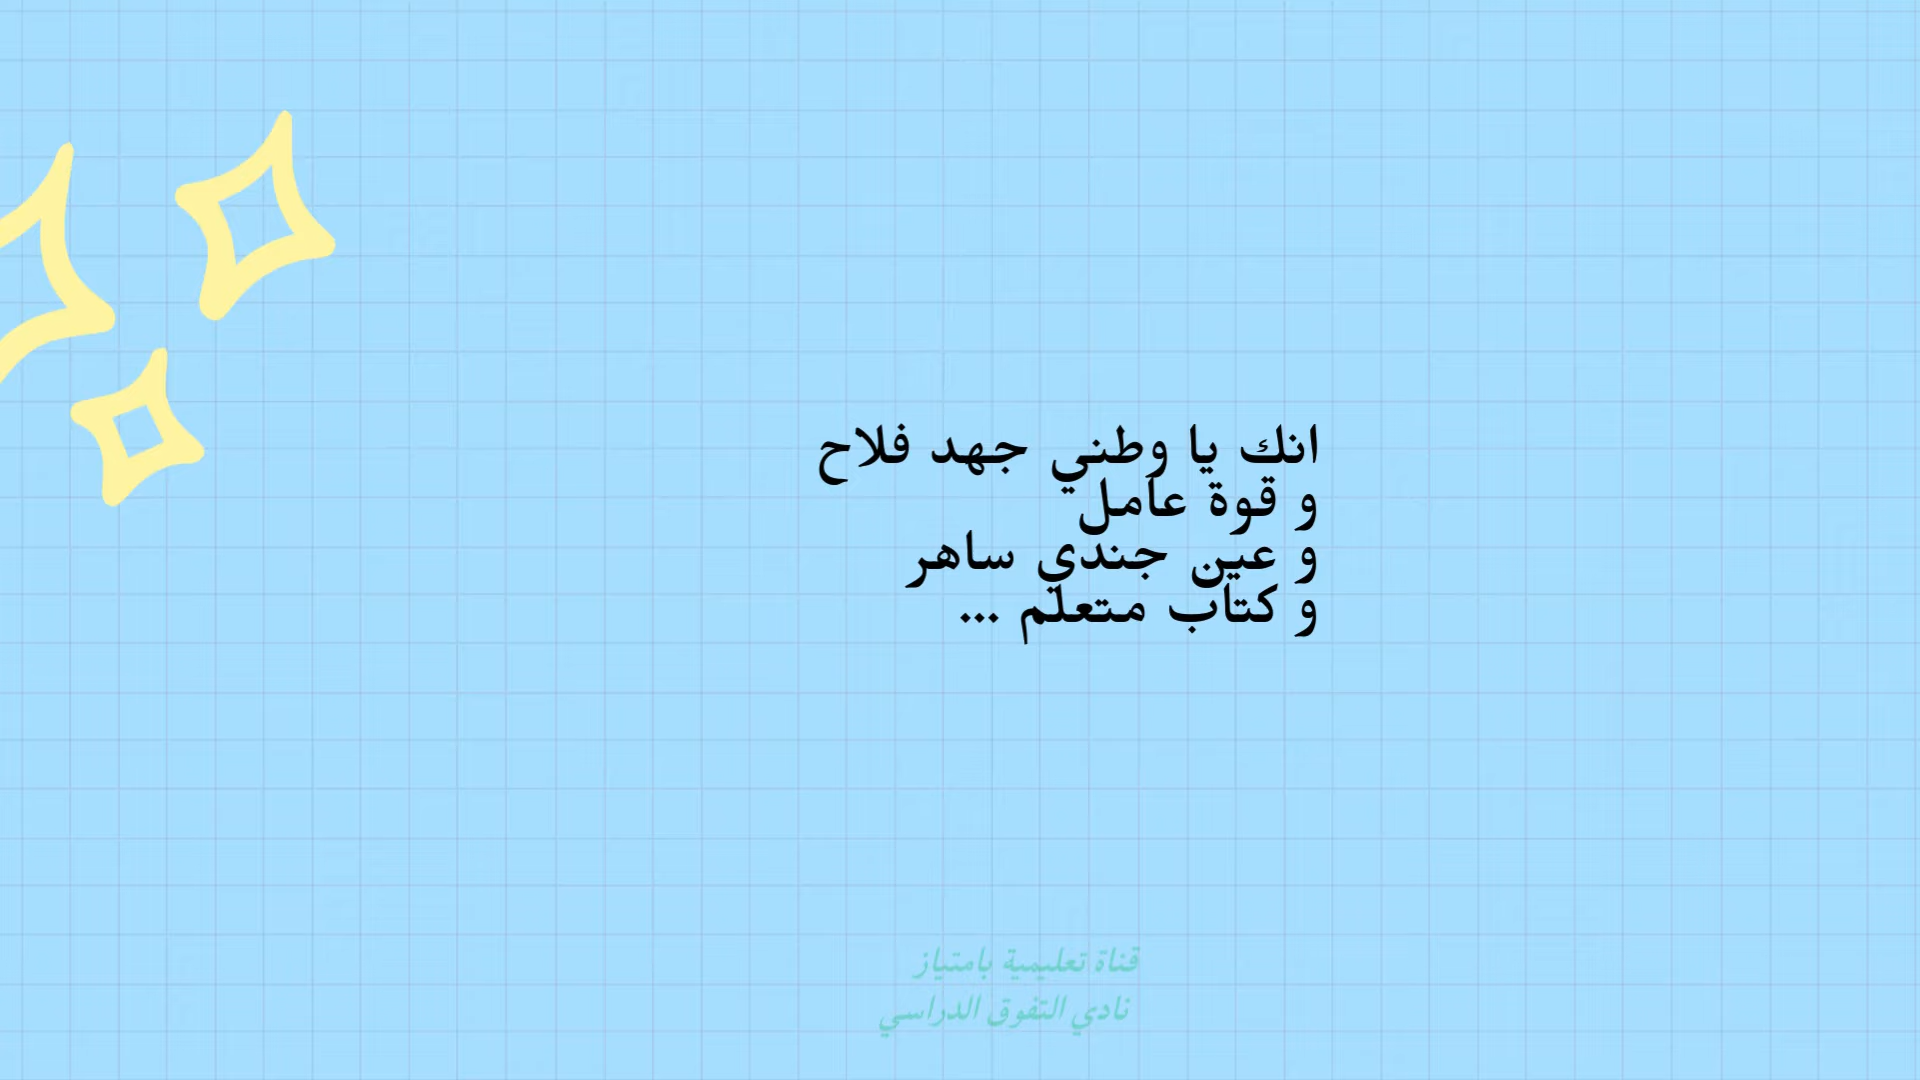 انك يا وطني جهد فلاح
و قوة عامل
و عين جندي ساهر
و كتاب متعلم ...
قناة تعليمية بامتياز
نادي التفوق الدراسي